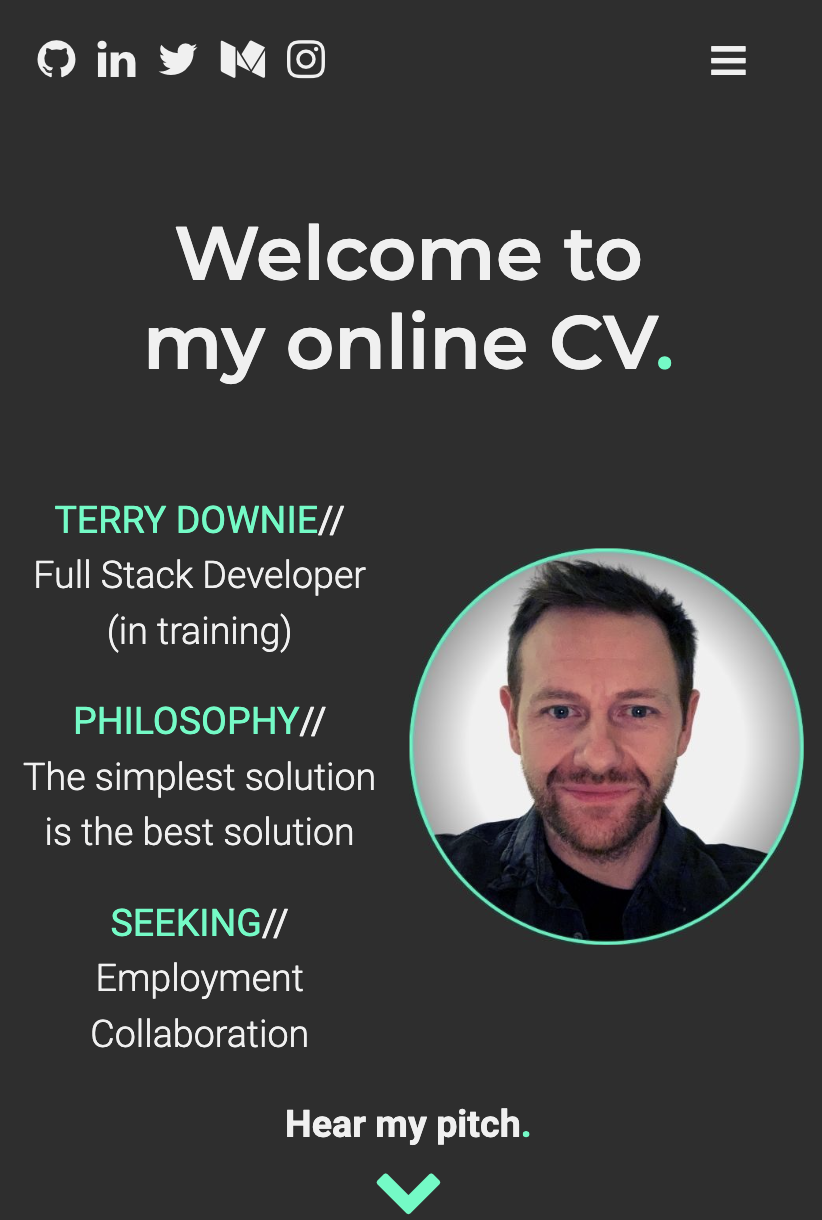 Welcome to
my online CV.
TERRY DOWNIE//
Full Stack Developer
(in training)
PHILOSOPHY//
The simplest solution
is the best solution
SEEKING//
Employment
Collaboration
Hear my pitch.